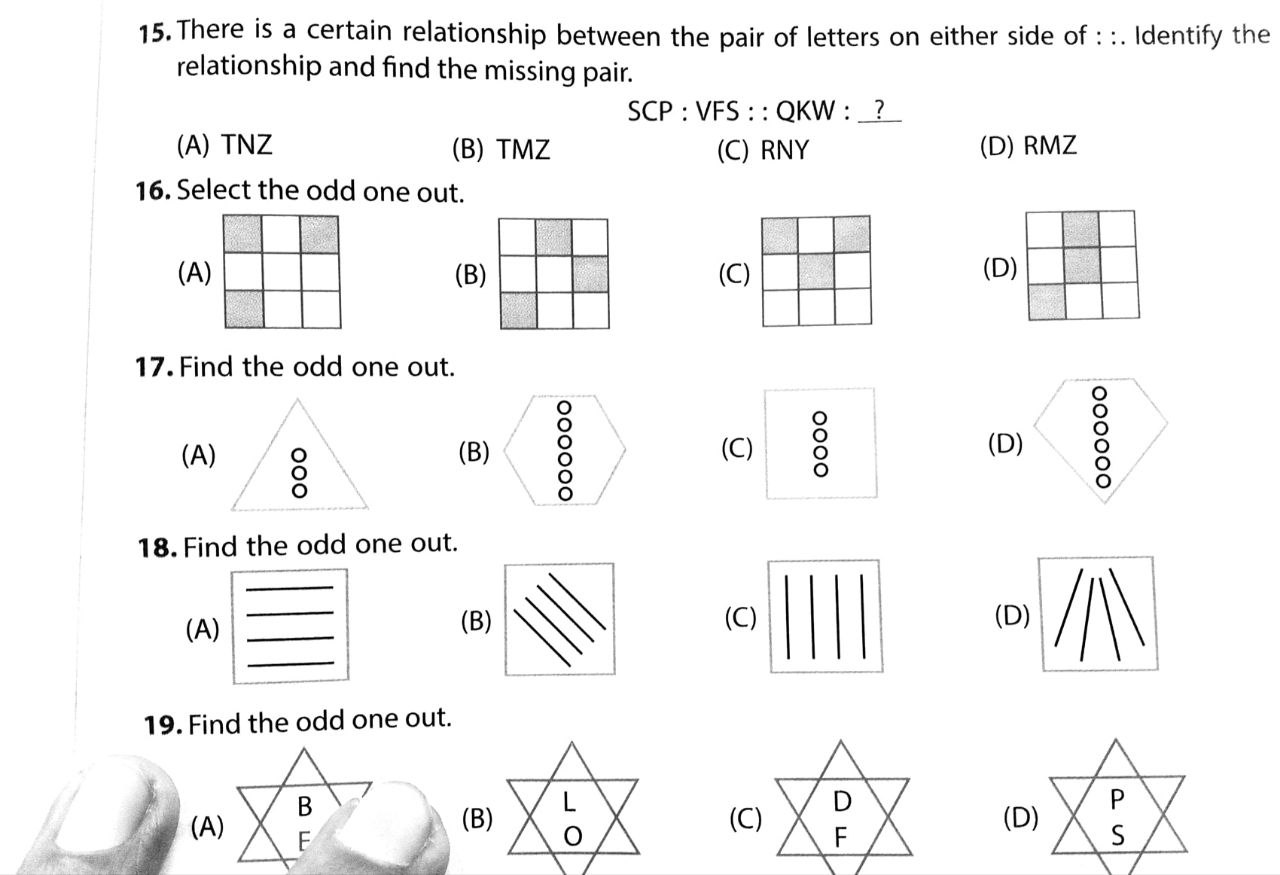 15. There is a certain relationship between the pair of letters on either side of : :. Identify the
relationship and find the missing pair.
SCP : VFS : : QKW : ?
(A) TNZ (B) TMZ (C) RNY (D) RMZ
16. Select the odd one out.
(A) (B) (C) (D)
17. Find the odd one out.
(A) (B) (C) (D)
18. Find the odd one out.
(A) (B) (C) (D)
19. Find the odd one out.
B L D P
(A) (B) (C) (D)
E O F S